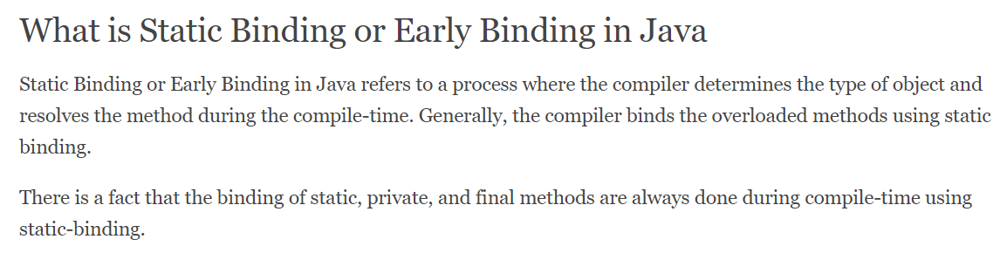 What is Static Binding or Early Binding in Java
Static Binding or Early Binding in Java refers to a process where the compiler determines the type of object and
resolves the method during the compile-time. Generally, the compiler binds the overloaded methods using static
binding.
There is a fact that the binding of static, private, and final methods are always done during compile-time using
static-binding.